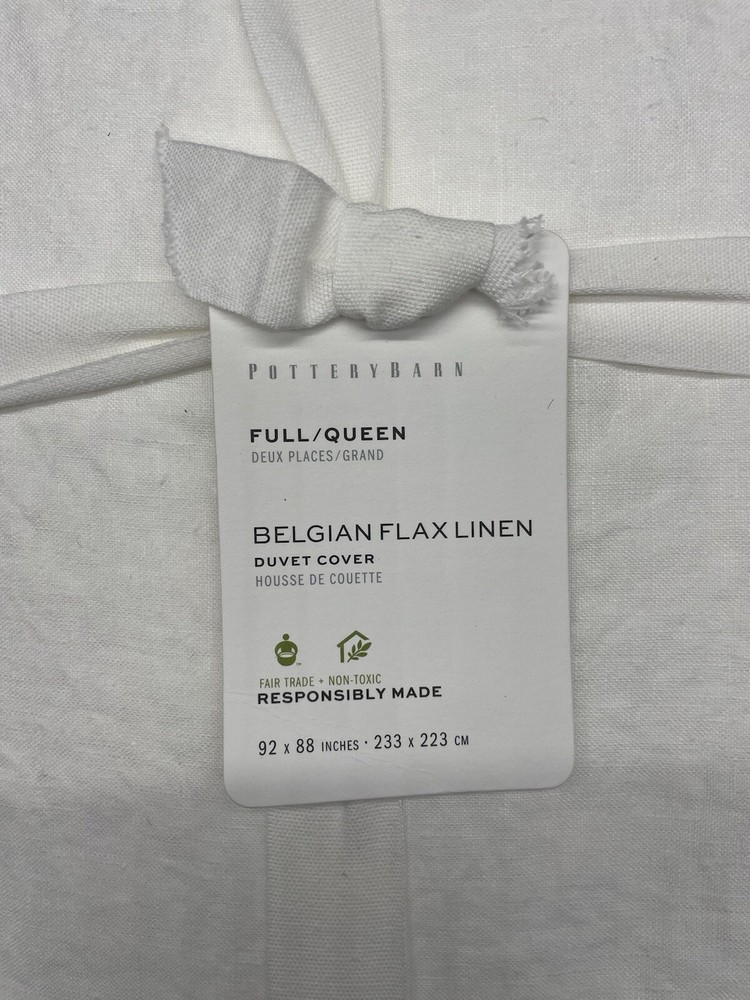 POTTERYBARN
FULL/QUEEN
DEUX PLACES/GRAND
BELGIAN FLAX LINEN
DUVET COVER
HOUSSE DE COUETTE
FAIR TRADE + NON-TOXIC
RESPONSIBLY MADE
92 x 88 INCHES · 233 x 223 CM